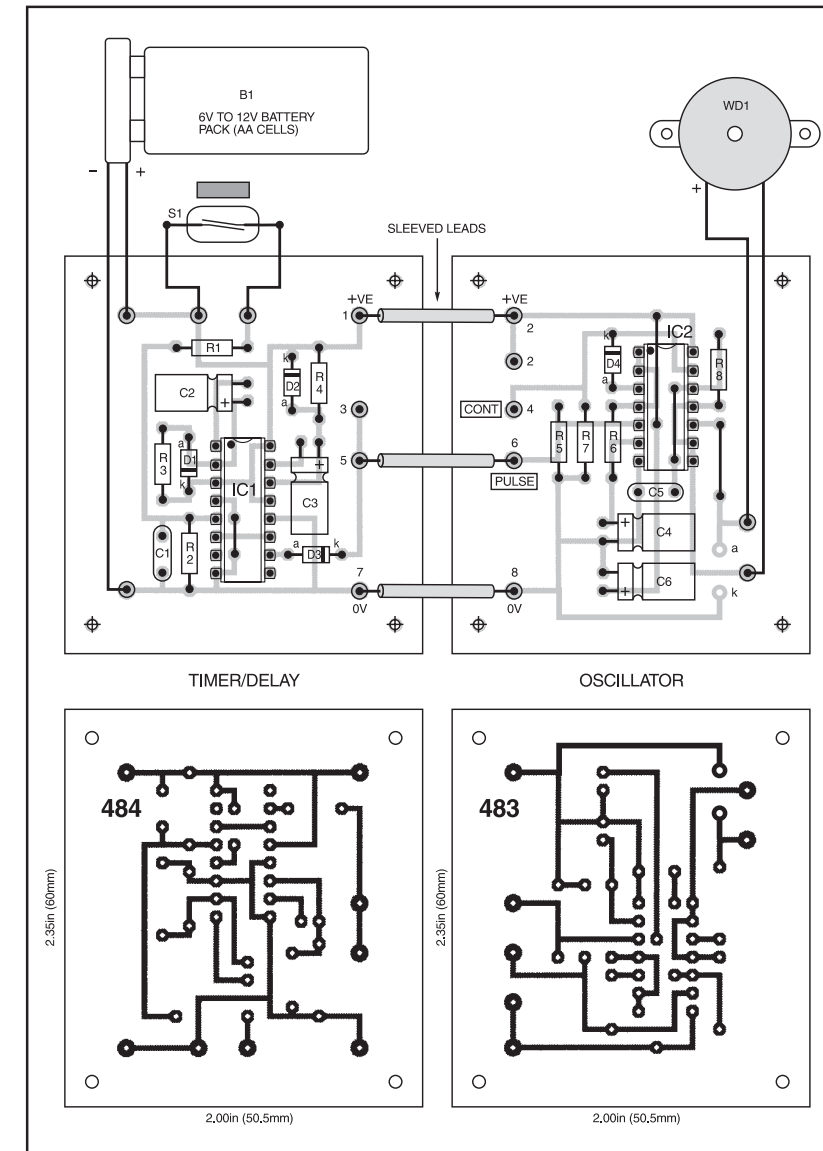 B1
6V TO 12V BATTERY
PACK (AA CELLS)
WD1
- +
+
S1
SLEEVED LEADS
+VE
1
+VE
2
2
IC2
R1
k
D2
a
R
4
k
D4
a
R
8
C2
+
3
CONT
4
6
R
5
R
7
R
6
R
3
a
D1
k
IC1
5
+
C3
PULSE
C5
C1
R
2
a
D3
k
+
C4
a
+
C6
k
7
0V
8
0V
TIMER/DELAY
OSCILLATOR
484
483
2.35in (60mm)
2.35in (60mm)
2.00in (50.5mm)
2.00in (50.5mm)